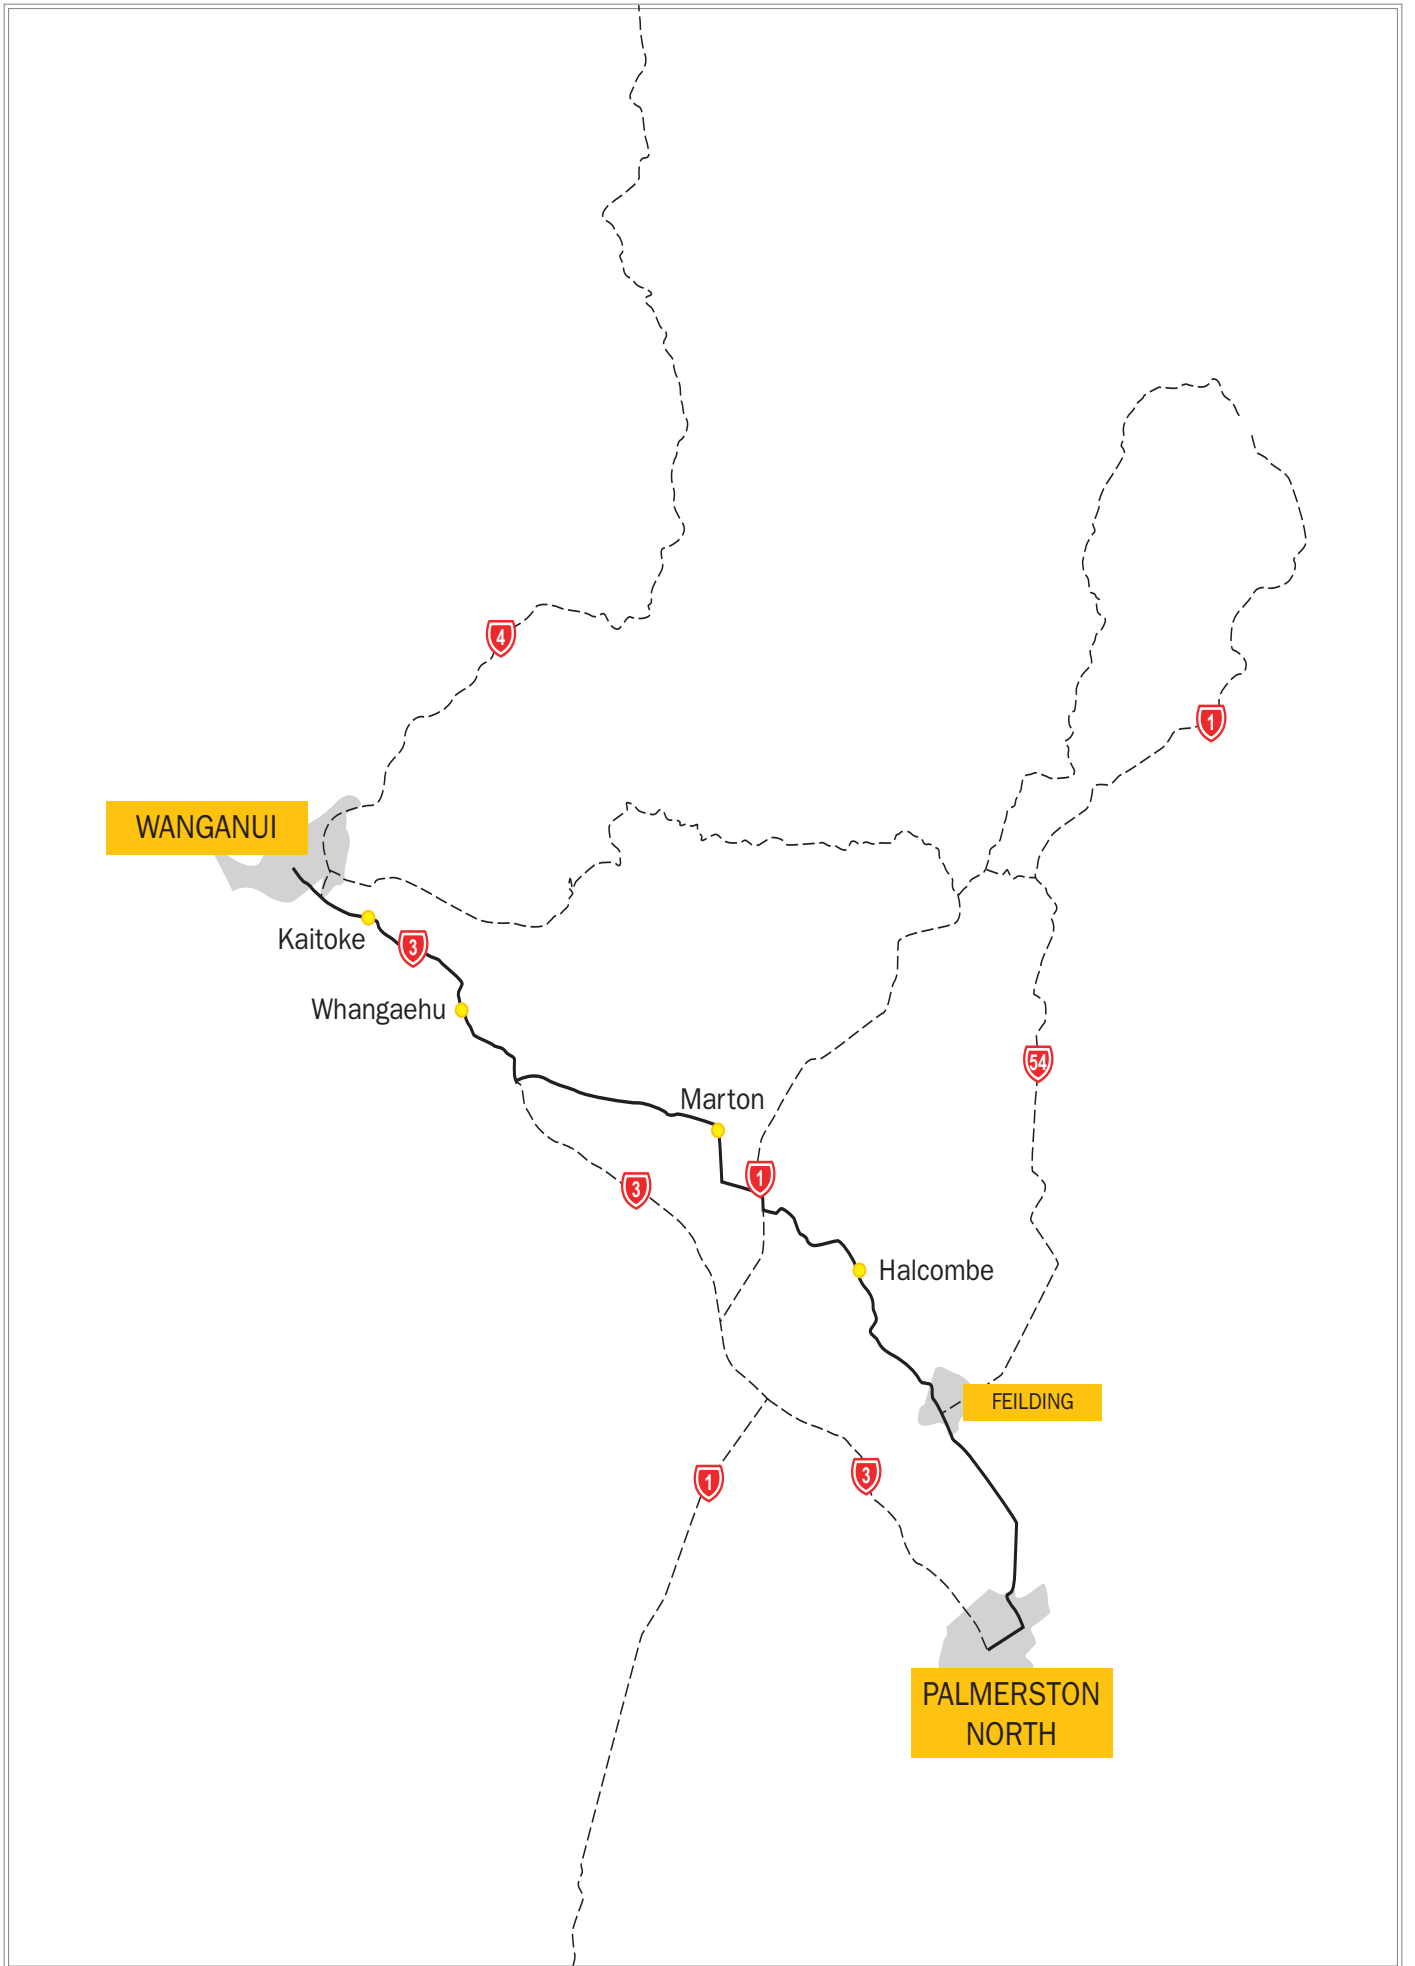 4
1
WANGANUI
Kaitoke
3
Whangaehu
54
Marton
1
3
Halcombe
FEILDING
1
3
PALMERSTON
NORTH